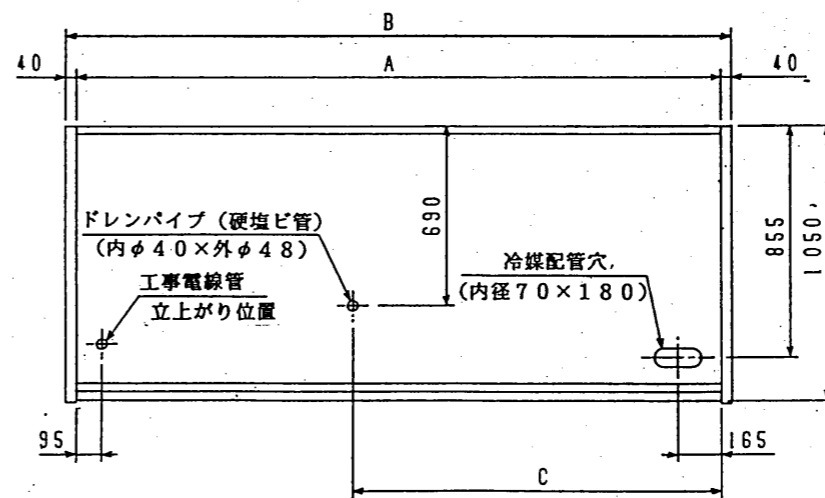 B
40
A
40
690
855
1050
ドレンパイプ（硬塩ビ管）
(内φ40×外φ48)
工事電線管
立上がり位置
冷媒配管穴
(内径70×180)
95
165
C